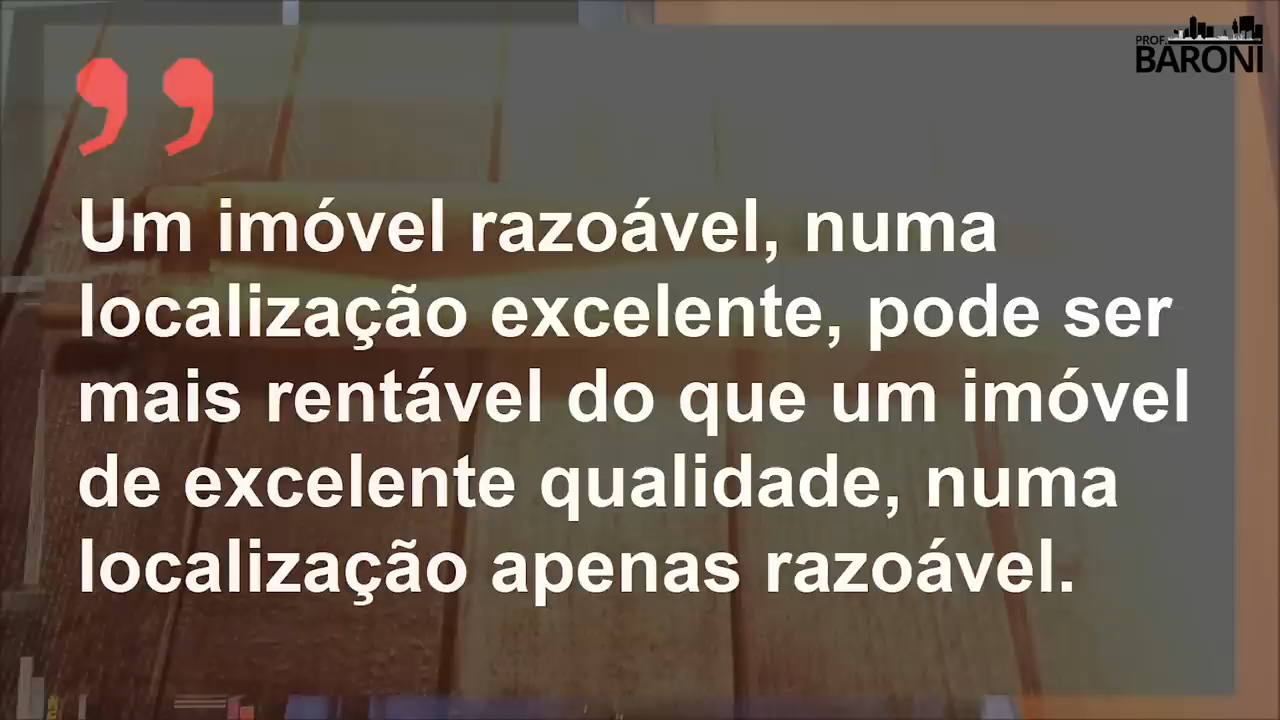 PROF.
BARONI
Um imóvel razoável, numa
localização excelente, pode ser
mais rentável do que um imóvel
de excelente qualidade, numa
localização apenas razoável.